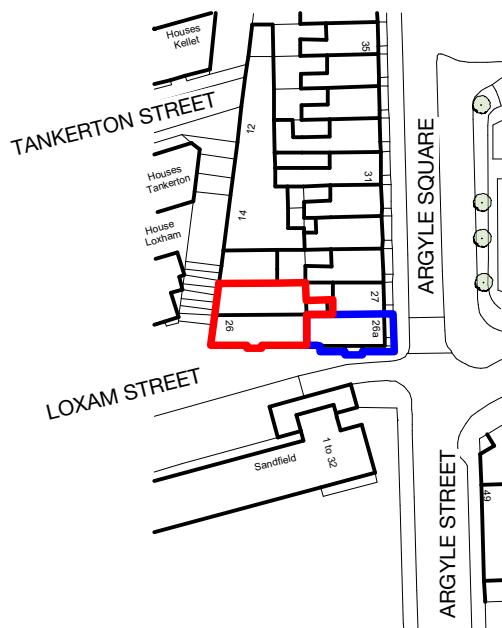 Houses
Kellet
35
TANKERTON STREET
12
ARGYLE SQUARE
Houses
Tankerton
31
14
House
Loxham
27
26
26a
LOXAM STREET
1 to 32
Sandfield
ARGYLE STREET
49